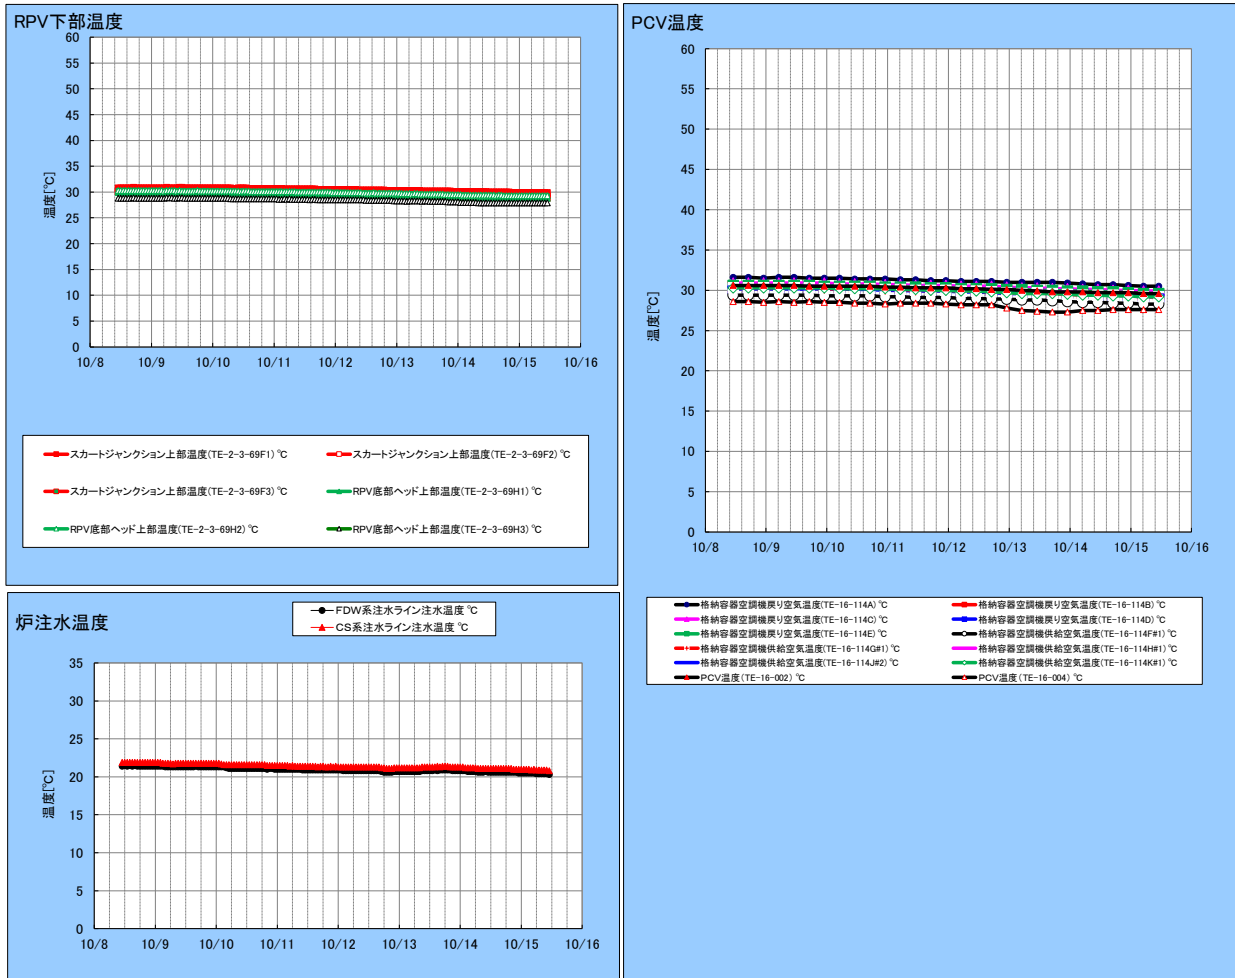 RPV下部温度
60
55
50
45
40
35
30
25
20
15
10
5
0
温度[℃]
10/8 10/9 10/10 10/11 10/12 10/13 10/14 10/15 10/16
スカートジャンクション上部温度(TE-2-3-69F1) ℃ スカートジャンクション上部温度(TE-2-3-69F2) ℃
スカートジャンクション上部温度(TE-2-3-69F3) ℃ RPV底部ヘッド上部温度(TE-2-3-69H1) ℃
RPV底部ヘッド上部温度(TE-2-3-69H2) ℃ RPV底部ヘッド上部温度(TE-2-3-69H3) ℃
炉注水温度
FDW系注水ライン注水温度 ℃
CS系注水ライン注水温度 ℃
35
30
25
20
15
10
5
0
温度[℃]
10/8 10/9 10/10 10/11 10/12 10/13 10/14 10/15 10/16
PCV温度
60
55
50
45
40
35
30
25
20
15
10
5
0
温度[℃]
10/8 10/9 10/10 10/11 10/12 10/13 10/14 10/15 10/16
格納容器空調機戻り空気温度(TE-16-114A) ℃ 格納容器空調機戻り空気温度(TE-16-114B) ℃
格納容器空調機戻り空気温度(TE-16-114C) ℃ 格納容器空調機戻り空気温度(TE-16-114D) ℃
格納容器空調機戻り空気温度(TE-16-114E) ℃ 格納容器空調機供給空気温度(TE-16-114F#1) ℃
格納容器空調機供給空気温度(TE-16-114G#1) ℃ 格納容器空調機供給空気温度(TE-16-114H#1) ℃
格納容器空調機供給空気温度(TE-16-114J#2) ℃ 格納容器空調機供給空気温度(TE-16-114K#1) ℃
PCV温度(TE-16-002) ℃ PCV温度(TE-16-004) ℃